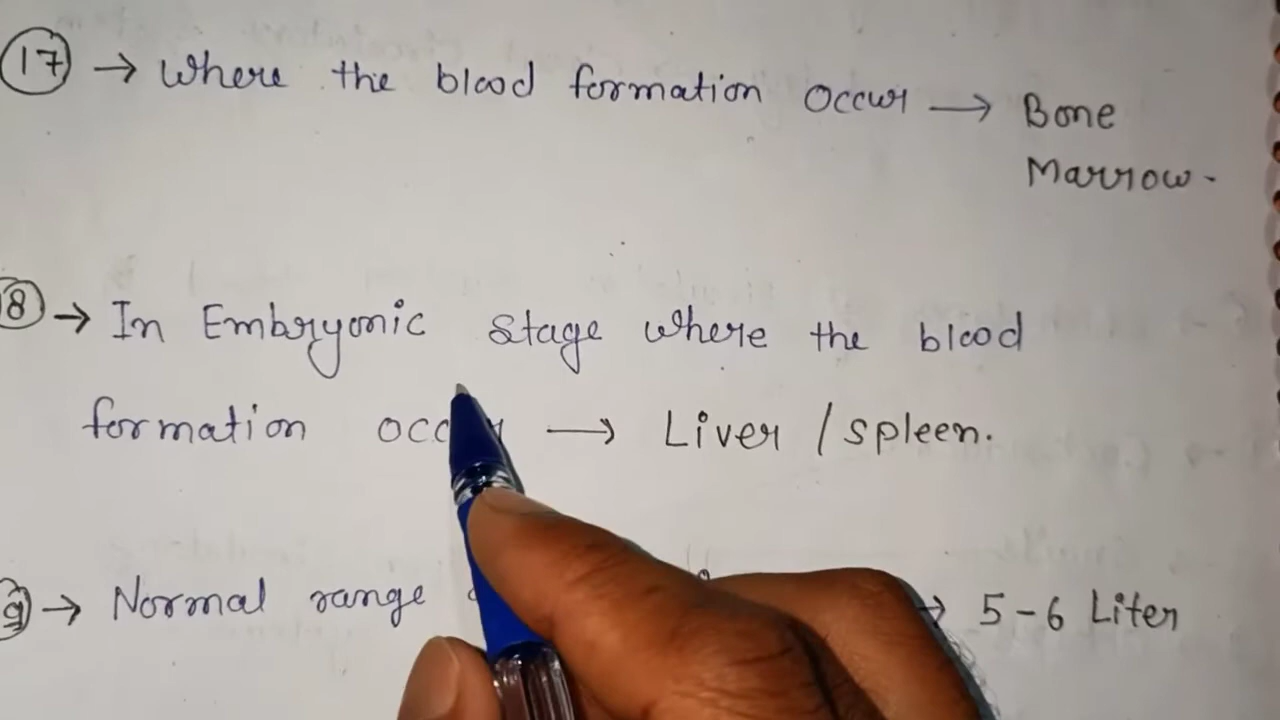 17 → Where the blood formation occur → Bone
Marrow.
8 → In Embryonic stage where the blood
formation → Liver / spleen.
9 → Normal range → 5-6 Liter